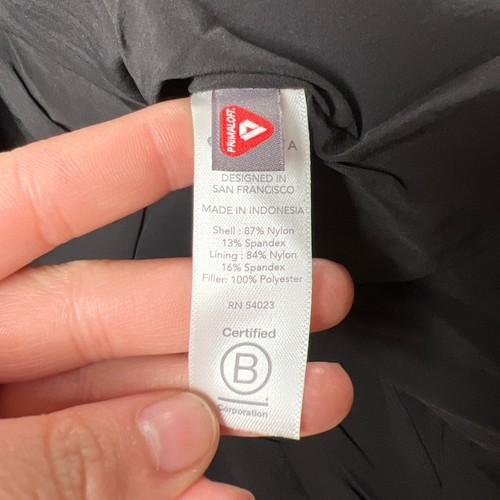 PRIMALOFT.
DESIGNED IN
SAN FRANCISCO
MADE IN INDONESIA
Shell : 87% Nylon
13% Spandex
Lining : 84% Nylon
16% Spandex
Filler: 100% Polyester
RN 54023
Certified
B
Corporation